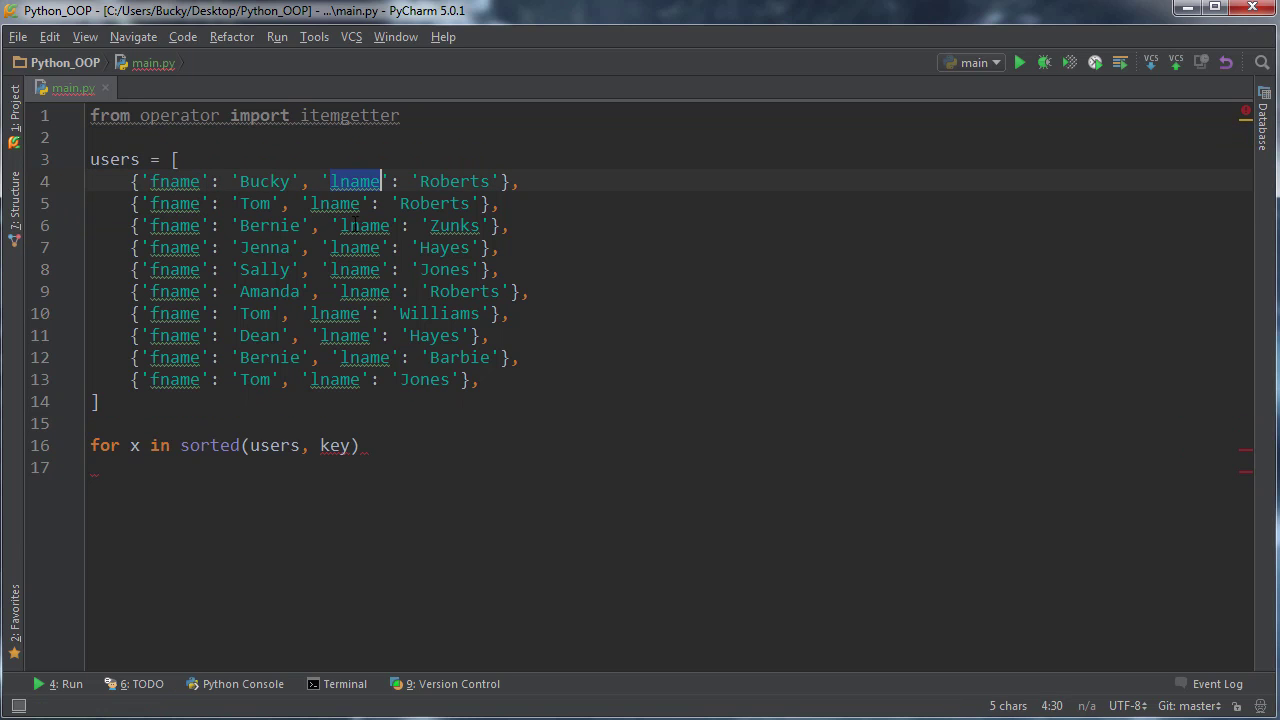 Python_OOP - [C:/Users/Bucky/Desktop/Python_OOP] - ...\main.py - PyCharm 5.0.1
File Edit View Navigate Code Refactor Run Tools VCS Window Help
Python_OOP main.py main VCS VCS
main.py
1 from operator import itemgetter
2
3 users = [
4 {'fname': 'Bucky', 'lname': 'Roberts'},
5 {'fname': 'Tom', 'lname': 'Roberts'},
6 {'fname': 'Bernie', 'lname': 'Zunks'},
7 {'fname': 'Jenna', 'lname': 'Hayes'},
8 {'fname': 'Sally', 'lname': 'Jones'},
9 {'fname': 'Amanda', 'lname': 'Roberts'},
10 {'fname': 'Tom', 'lname': 'Williams'},
11 {'fname': 'Dean', 'lname': 'Hayes'},
12 {'fname': 'Bernie', 'lname': 'Barbie'},
13 {'fname': 'Tom', 'lname': 'Jones'},
14 ]
15
16 for x in sorted(users, key)
17
1: Project
7: Structure
2: Favorites
Database
4: Run 6: TODO Python Console Terminal 9: Version Control Event Log
5 chars 4:30 n/a UTF-8 Git: master